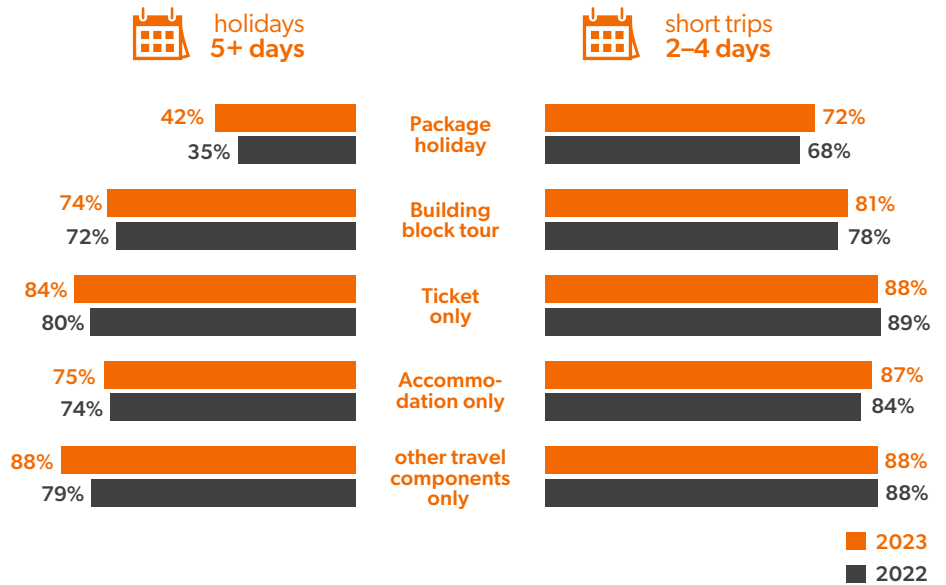 holidays
5+ days
short trips
2–4 days
42%
35%
Package
holiday
72%
68%
74%
72%
Building
block tour
81%
78%
84%
80%
Ticket
only
88%
89%
75%
74%
Accommo-
dation only
87%
84%
88%
79%
other travel
components
only
88%
88%
2023
2022